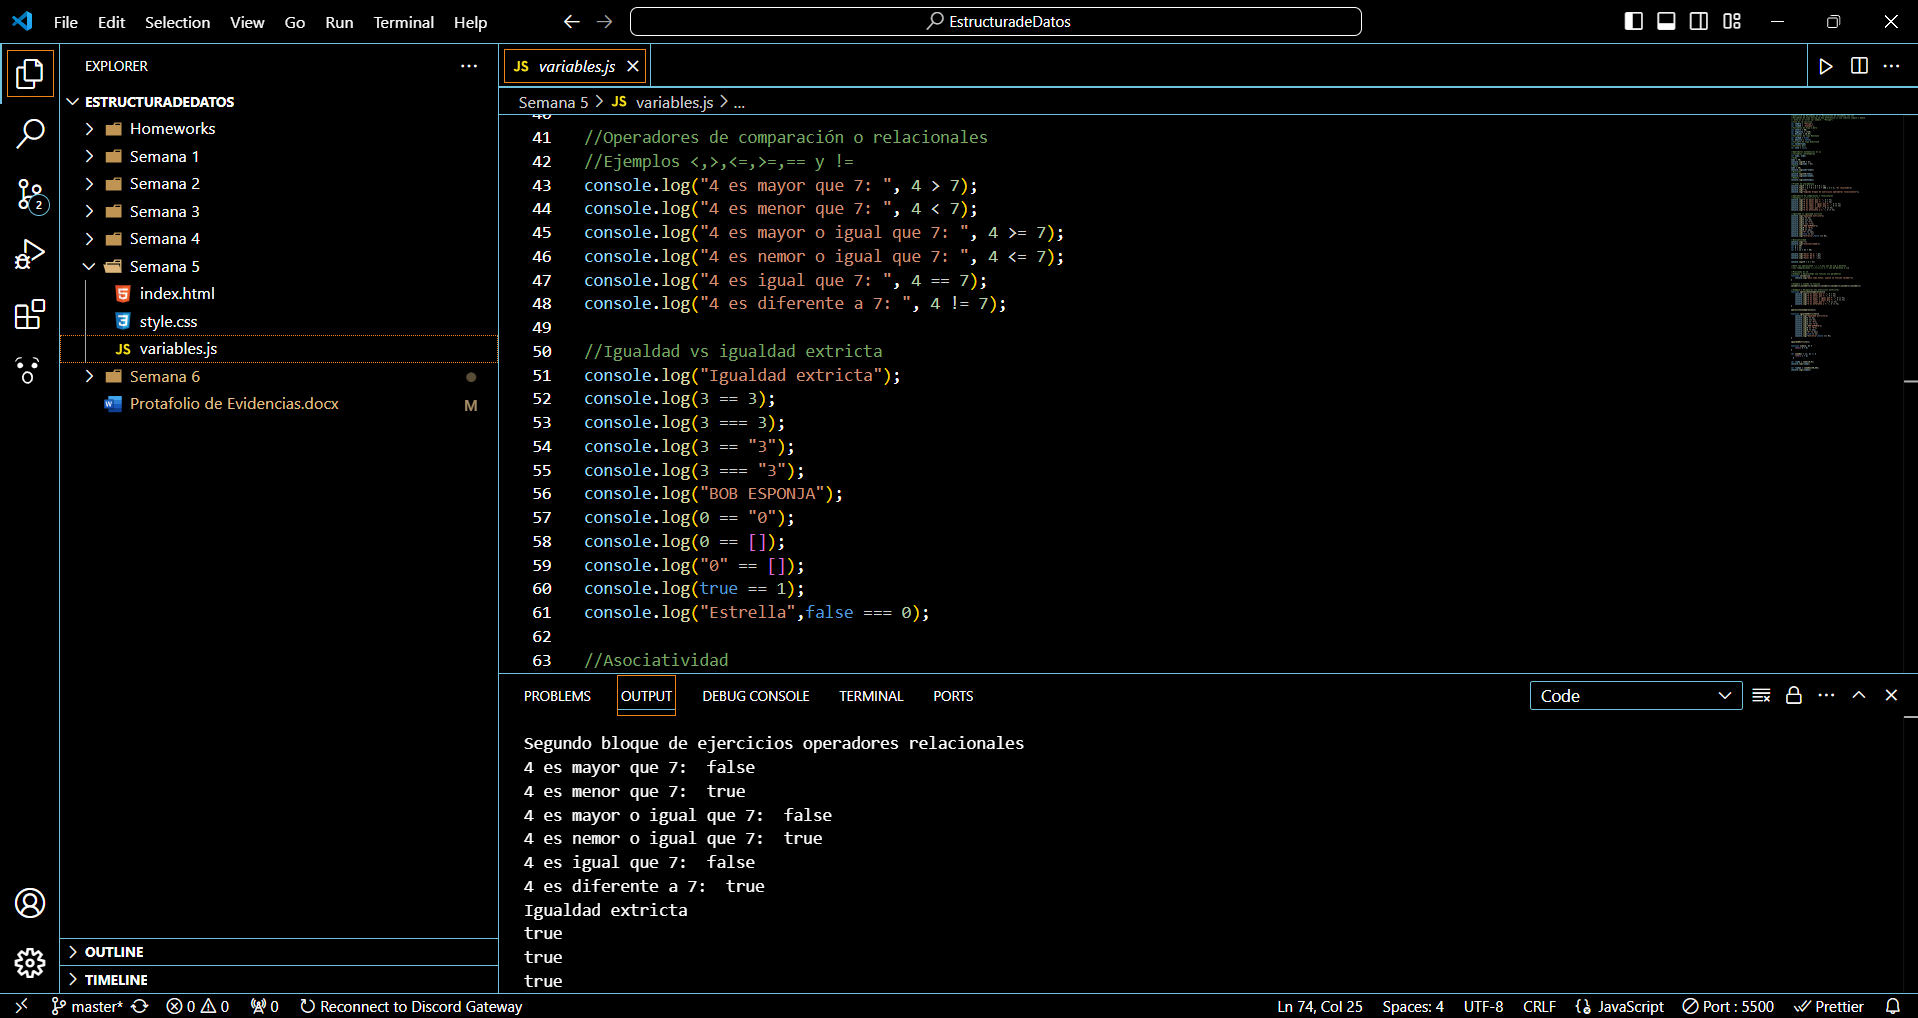 File Edit Selection View Go Run Terminal Help
EstructuradeDatos
EXPLORER
ESTRUCTURADEDATOS
Homeworks
Semana 1
Semana 2
Semana 3
Semana 4
Semana 5
index.html
style.css
JS variables.js
Semana 6
Protafolio de Evidencias.docx M
OUTLINE
TIMELINE
2
JS variables.js
Semana 5 > JS variables.js > ...
40
41 //Operadores de comparación o relacionales
42 //Ejemplos <,>,<=,>=,== y !=
43 console.log("4 es mayor que 7: ", 4 > 7);
44 console.log("4 es menor que 7: ", 4 < 7);
45 console.log("4 es mayor o igual que 7: ", 4 >= 7);
46 console.log("4 es nemor o igual que 7: ", 4 <= 7);
47 console.log("4 es igual que 7: ", 4 == 7);
48 console.log("4 es diferente a 7: ", 4 != 7);
49
50 //Igualdad vs igualdad extricta
51 console.log("Igualdad extricta");
52 console.log(3 == 3);
53 console.log(3 === 3);
54 console.log(3 == "3");
55 console.log(3 === "3");
56 console.log("BOB ESPONJA");
57 console.log(0 == "0");
58 console.log(0 == []);
59 console.log("0" == []);
60 console.log(true == 1);
61 console.log("Estrella",false === 0);
62
63 //Asociatividad
PROBLEMS OUTPUT DEBUG CONSOLE TERMINAL PORTS
Code
Segundo bloque de ejercicios operadores relacionales
4 es mayor que 7:  false
4 es menor que 7:  true
4 es mayor o igual que 7:  false
4 es nemor o igual que 7:  true
4 es igual que 7:  false
4 es diferente a 7:  true
Igualdad extricta
true
true
true
master* 0 0 0 Reconnect to Discord Gateway Ln 74, Col 25 Spaces: 4 UTF-8 CRLF {} JavaScript Port : 5500 Prettier